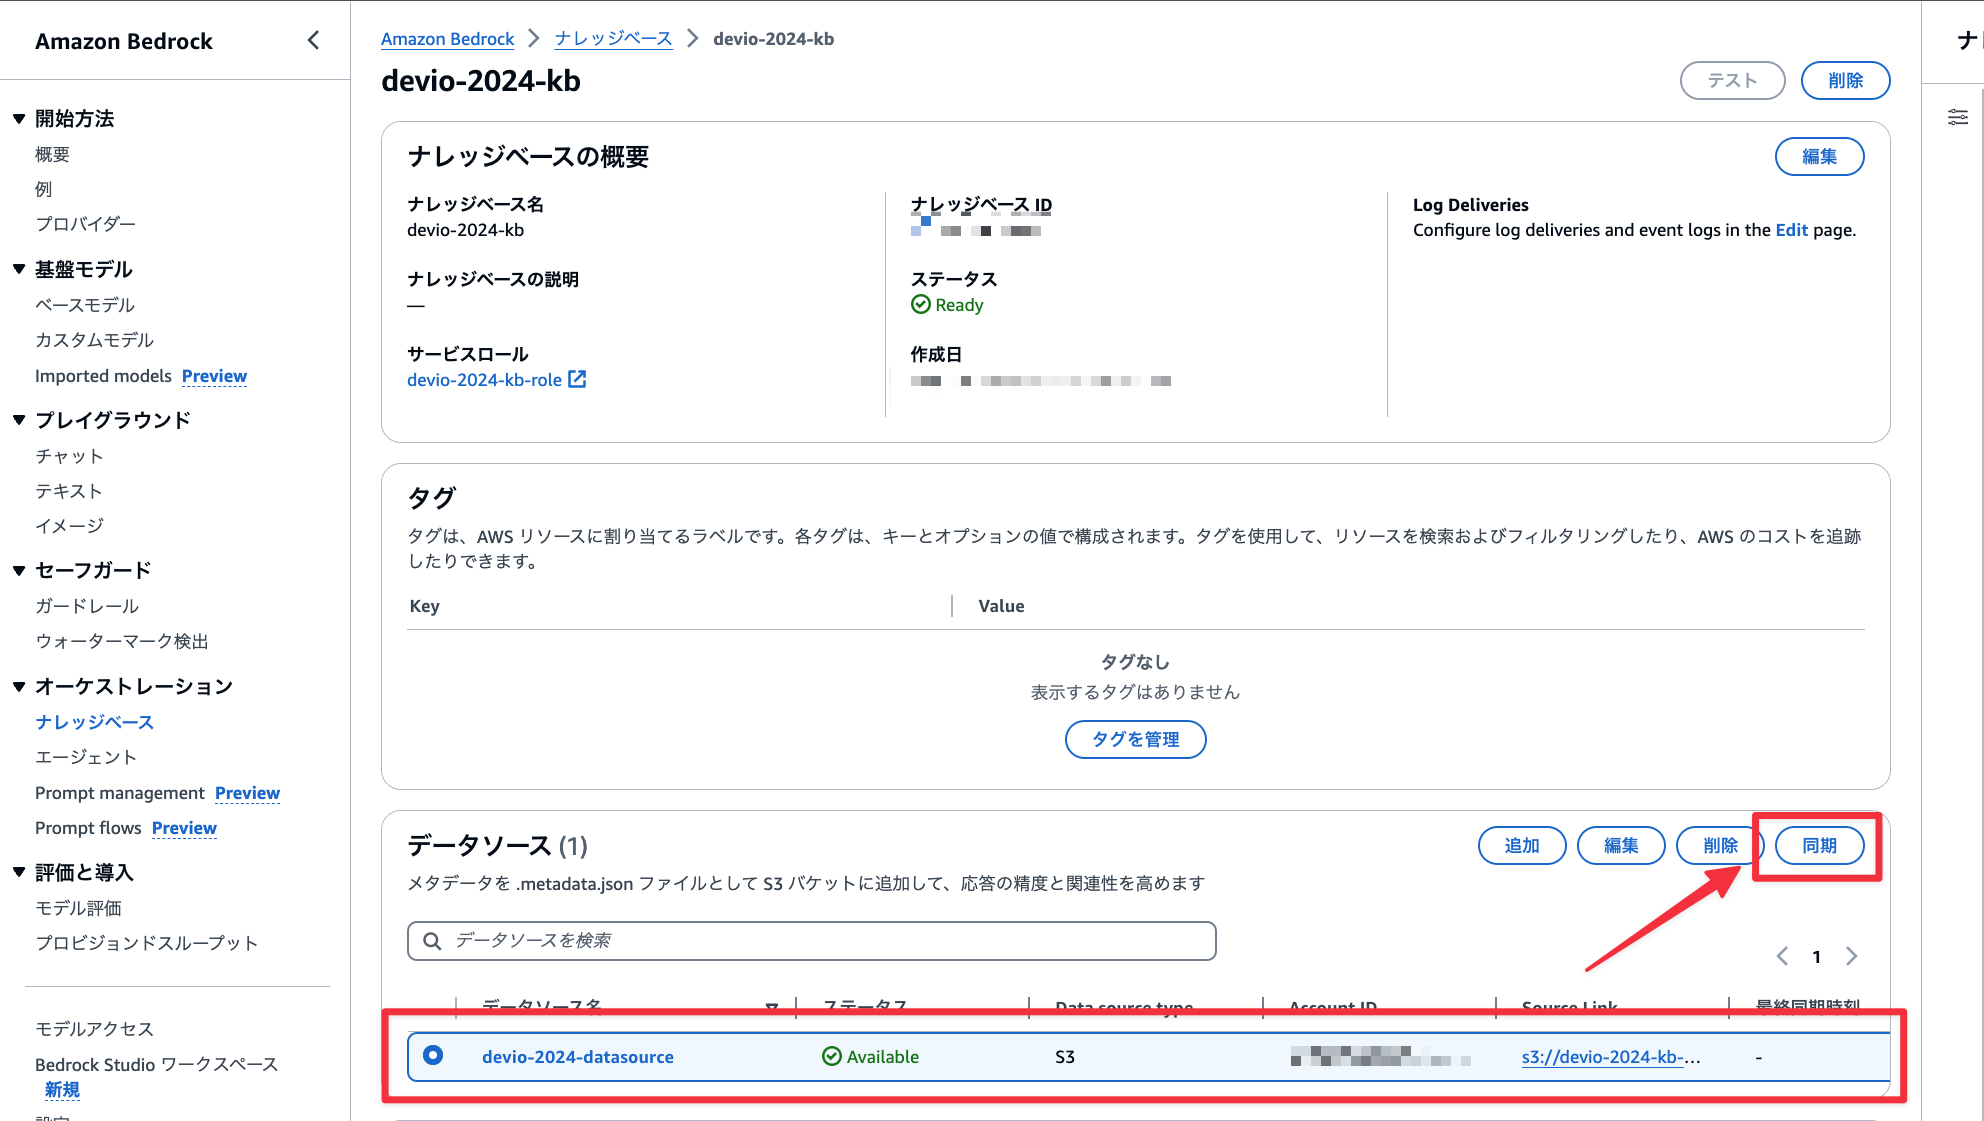 Amazon Bedrock
開始方法
概要
例
プロバイダー
基盤モデル
ベースモデル
カスタムモデル
Imported models Preview
プレイグラウンド
チャット
テキスト
イメージ
セーフガード
ガードレール
ウォーターマーク検出
オーケストレーション
ナレッジベース
エージェント
Prompt management Preview
Prompt flows Preview
評価と導入
モデル評価
プロビジョンドスループット
モデルアクセス
Bedrock Studio ワークスペース
新規
設定
Amazon Bedrock ナレッジベース devio-2024-kb
devio-2024-kb
テスト 削除
ナレッジベースの概要
編集
ナレッジベース名
devio-2024-kb
ナレッジベースの説明
—
サービスロール
devio-2024-kb-role
ナレッジベース ID
ステータス
Ready
作成日
Log Deliveries
Configure log deliveries and event logs in the Edit page.
タグ
タグは、AWS リソースに割り当てるラベルです。各タグは、キーとオプションの値で構成されます。タグを使用して、リソースを検索およびフィルタリングしたり、AWS のコストを追跡
したりできます。
Key Value
タグなし
表示するタグはありません
タグを管理
データソース (1)
追加 編集 削除 同期
メタデータを .metadata.json ファイルとして S3 バケットに追加して、応答の精度と関連性を高めます
データソースを検索
1
データソース名 ステータス Data source type Account ID Source Link 最終同期時刻
devio-2024-datasource Available S3 s3://devio-2024-kb-... -
ナ